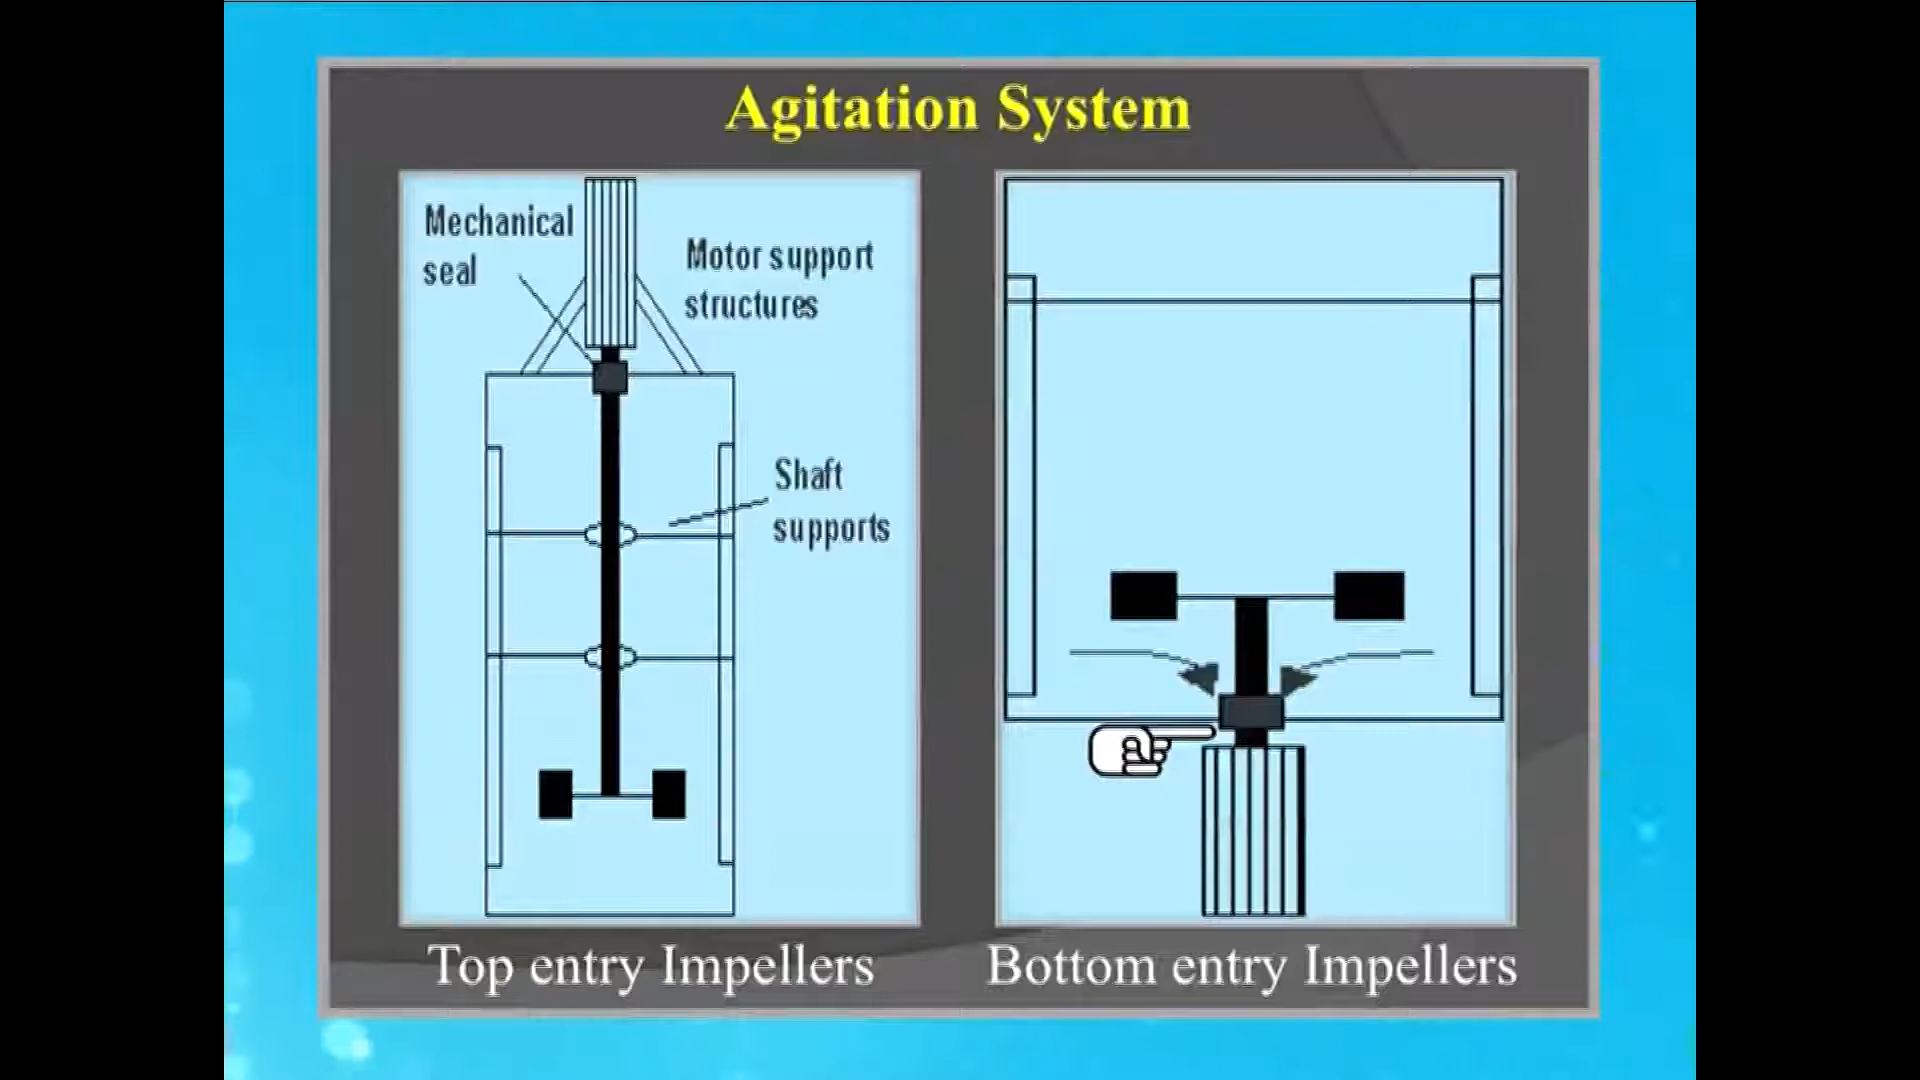 Agitation System
Mechanical
seal
Motor support
structures
Shaft
supports
Top entry Impellers
Bottom entry Impellers